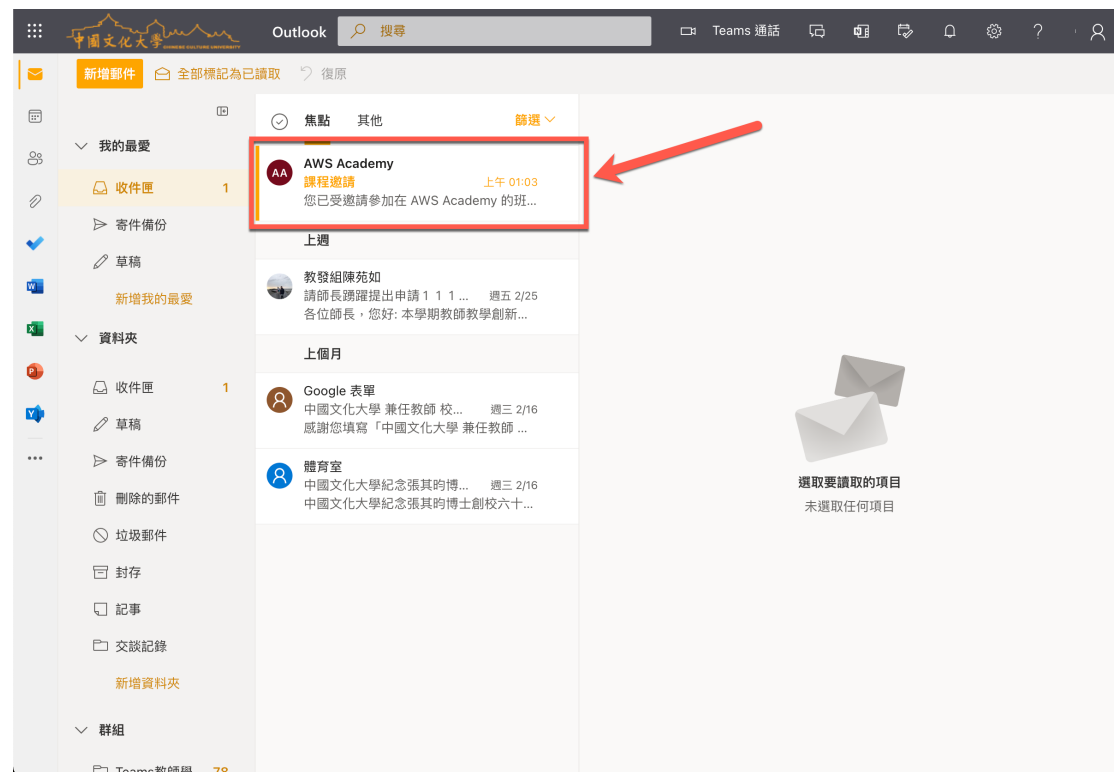 中國文化大學
CHINESE CULTURE UNIVERSITY
Outlook
搜尋
Teams 通話
新增郵件
全部標記為已讀取
復原
我的最愛
收件匣 1
寄件備份
草稿
新增我的最愛
資料夾
收件匣 1
草稿
寄件備份
刪除的郵件
垃圾郵件
封存
記事
交談記錄
新增資料夾
群組
Teams教師學 78
焦點 其他 篩選
AA
AWS Academy
課程邀請 上午 01:03
您已受邀請參加在 AWS Academy 的班...
上週
教發組陳苑如
請師長踴躍提出申請１１１... 週五 2/25
各位師長，您好: 本學期教師教學創新...
上個月
Google 表單
中國文化大學 兼任教師 校... 週三 2/16
感謝您填寫「中國文化大學 兼任教師 ...
體育室
中國文化大學紀念張其昀博... 週三 2/16
中國文化大學紀念張其昀博士創校六十...
選取要讀取的項目
未選取任何項目